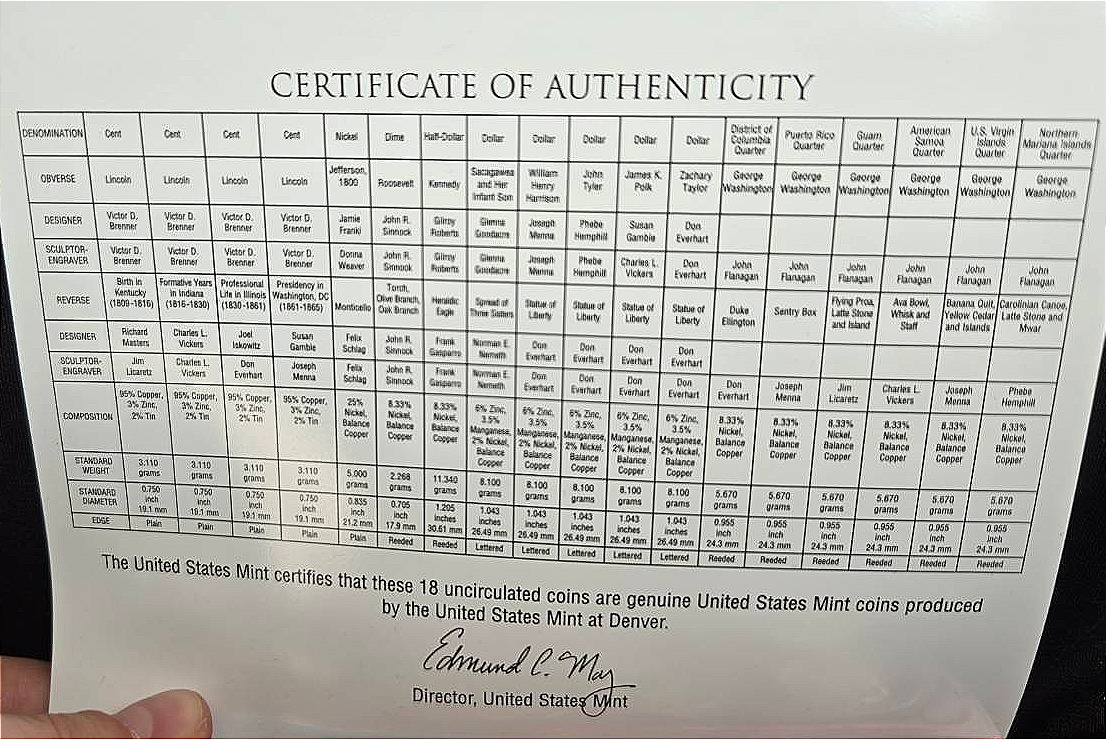 CERTIFICATE OF AUTHENTICITY
DENOMINATION Cent Cent Cent Cent Nickel Dime Half-Dollar Dollar Dollar Dollar Dollar Dollar District of Columbia Quarter Puerto Rico Quarter Guam Quarter American Samoa Quarter U.S. Virgin Islands Quarter Northern Mariana Islands Quarter
OBVERSE Lincoln Lincoln Lincoln Lincoln Jefferson, 1800 Roosevelt Kennedy Sacagawea and Her Infant Son William Henry Harrison John Tyler James K. Polk Zachary Taylor George Washington George Washington George Washington George Washington George Washington George Washington
DESIGNER Victor D. Brenner Victor D. Brenner Victor D. Brenner Victor D. Brenner Jamie Franki John R. Sinnock Gilroy Roberts Glenna Goodacre Joseph Menna Phebe Hemphill Susan Gamble Don Everhart
SCULPTOR-ENGRAVER Victor D. Brenner Victor D. Brenner Victor D. Brenner Victor D. Brenner Donna Weaver John R. Sinnock Gilroy Roberts Glenna Goodacre Joseph Menna Phebe Hemphill Charles L. Vickers Don Everhart John Flanagan John Flanagan John Flanagan John Flanagan John Flanagan John Flanagan
REVERSE Birth in Kentucky (1809-1816) Formative Years in Indiana (1816-1830) Professional Life in Illinois (1830-1861) Presidency in Washington, DC (1861-1865) Monticello Torch, Olive Branch, Oak Branch Heraldic Eagle Spread of Three Sisters Statue of Liberty Statue of Liberty Statue of Liberty Statue of Liberty Duke Ellington Sentry Box Flying Proa, Latte Stone and Island Ava Bowl, Whisk and Staff Banana Quit, Yellow Cedar and Islands Carolinian Canoe, Latte Stone and Mwar
DESIGNER Richard Masters Charles L. Vickers Joel Iskowitz Susan Gamble Felix Schlag John R. Sinnock Frank Gasparro Norman E. Nemeth Don Everhart Don Everhart Don Everhart Don Everhart
SCULPTOR-ENGRAVER Jim Licaretz Charles L. Vickers Don Everhart Joseph Menna Felix Schlag John R. Sinnock Frank Gasparro Norman E. Nemeth Don Everhart Don Everhart Don Everhart Don Everhart Don Everhart Joseph Menna Jim Licaretz Charles L. Vickers Joseph Menna Phebe Hemphill
COMPOSITION 95% Copper, 3% Zinc, 2% Tin 95% Copper, 3% Zinc, 2% Tin 95% Copper, 3% Zinc, 2% Tin 95% Copper, 3% Zinc, 2% Tin 25% Nickel, Balance Copper 8.33% Nickel, Balance Copper 8.33% Nickel, Balance Copper 6% Zinc, 3.5% Manganese, 2% Nickel, Balance Copper 6% Zinc, 3.5% Manganese, 2% Nickel, Balance Copper 6% Zinc, 3.5% Manganese, 2% Nickel, Balance Copper 6% Zinc, 3.5% Manganese, 2% Nickel, Balance Copper 6% Zinc, 3.5% Manganese, 2% Nickel, Balance Copper 8.33% Nickel, Balance Copper 8.33% Nickel, Balance Copper 8.33% Nickel, Balance Copper 8.33% Nickel, Balance Copper 8.33% Nickel, Balance Copper 8.33% Nickel, Balance Copper
STANDARD WEIGHT 3.110 grams 3.110 grams 3.110 grams 3.110 grams 5.000 grams 2.268 grams 11.340 grams 8.100 grams 8.100 grams 8.100 grams 8.100 grams 8.100 grams 5.670 grams 5.670 grams 5.670 grams 5.670 grams 5.670 grams 5.670 grams
STANDARD DIAMETER 0.750 inch 19.1 mm 0.750 inch 19.1 mm 0.750 inch 19.1 mm 0.750 inch 19.1 mm 0.835 inch 21.2 mm 0.705 inch 17.9 mm 1.205 inches 30.61 mm 1.043 inches 26.49 mm 1.043 inches 26.49 mm 1.043 inches 26.49 mm 1.043 inches 26.49 mm 1.043 inches 26.49 mm 0.955 inch 24.3 mm 0.955 inch 24.3 mm 0.955 inch 24.3 mm 0.955 inch 24.3 mm 0.955 inch 24.3 mm 0.955 inch 24.3 mm
EDGE Plain Plain Plain Plain Plain Reeded Reeded Lettered Lettered Lettered Lettered Lettered Reeded Reeded Reeded Reeded Reeded Reeded
The United States Mint certifies that these 18 uncirculated coins are genuine United States Mint coins produced
by the United States Mint at Denver.
Edmund C. Moy
Director, United States Mint